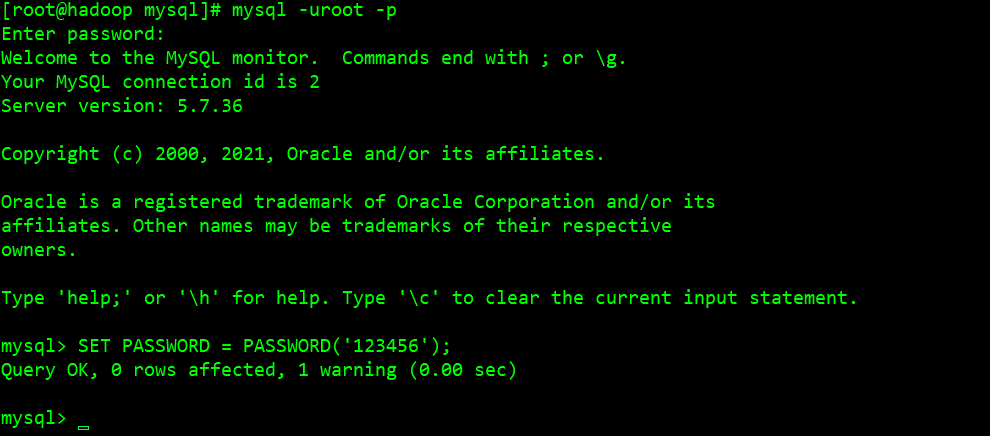 [root@hadoop mysql]# mysql -uroot -p
Enter password:
Welcome to the MySQL monitor.  Commands end with ; or \g.
Your MySQL connection id is 2
Server version: 5.7.36
Copyright (c) 2000, 2021, Oracle and/or its affiliates.
Oracle is a registered trademark of Oracle Corporation and/or its
affiliates. Other names may be trademarks of their respective
owners.
Type 'help;' or '\h' for help. Type '\c' to clear the current input statement.
mysql> SET PASSWORD = PASSWORD('123456');
Query OK, 0 rows affected, 1 warning (0.00 sec)
mysql>